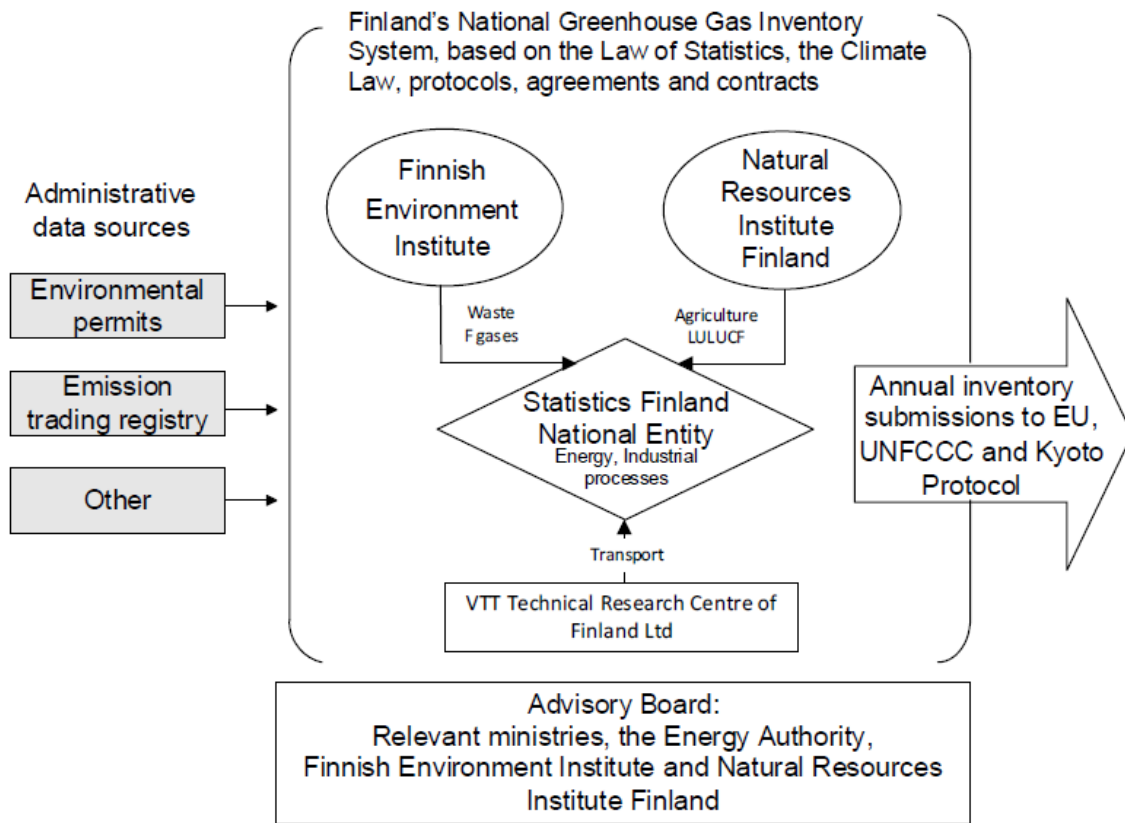 Finland's National Greenhouse Gas Inventory
System, based on the Law of Statistics, the Climate
Law, protocols, agreements and contracts
Administrative
data sources
Environmental
permits
Emission
trading registry
Other
Finnish
Environment
Institute
Natural
Resources
Institute
Finland
Waste
F gases
Agriculture
LULUCF
Statistics Finland
National Entity
Energy, Industrial
processes
Transport
VTT Technical Research Centre of
Finland Ltd
Annual inventory
submissions to EU,
UNFCCC and Kyoto
Protocol
Advisory Board:
Relevant ministries, the Energy Authority,
Finnish Environment Institute and Natural Resources
Institute Finland